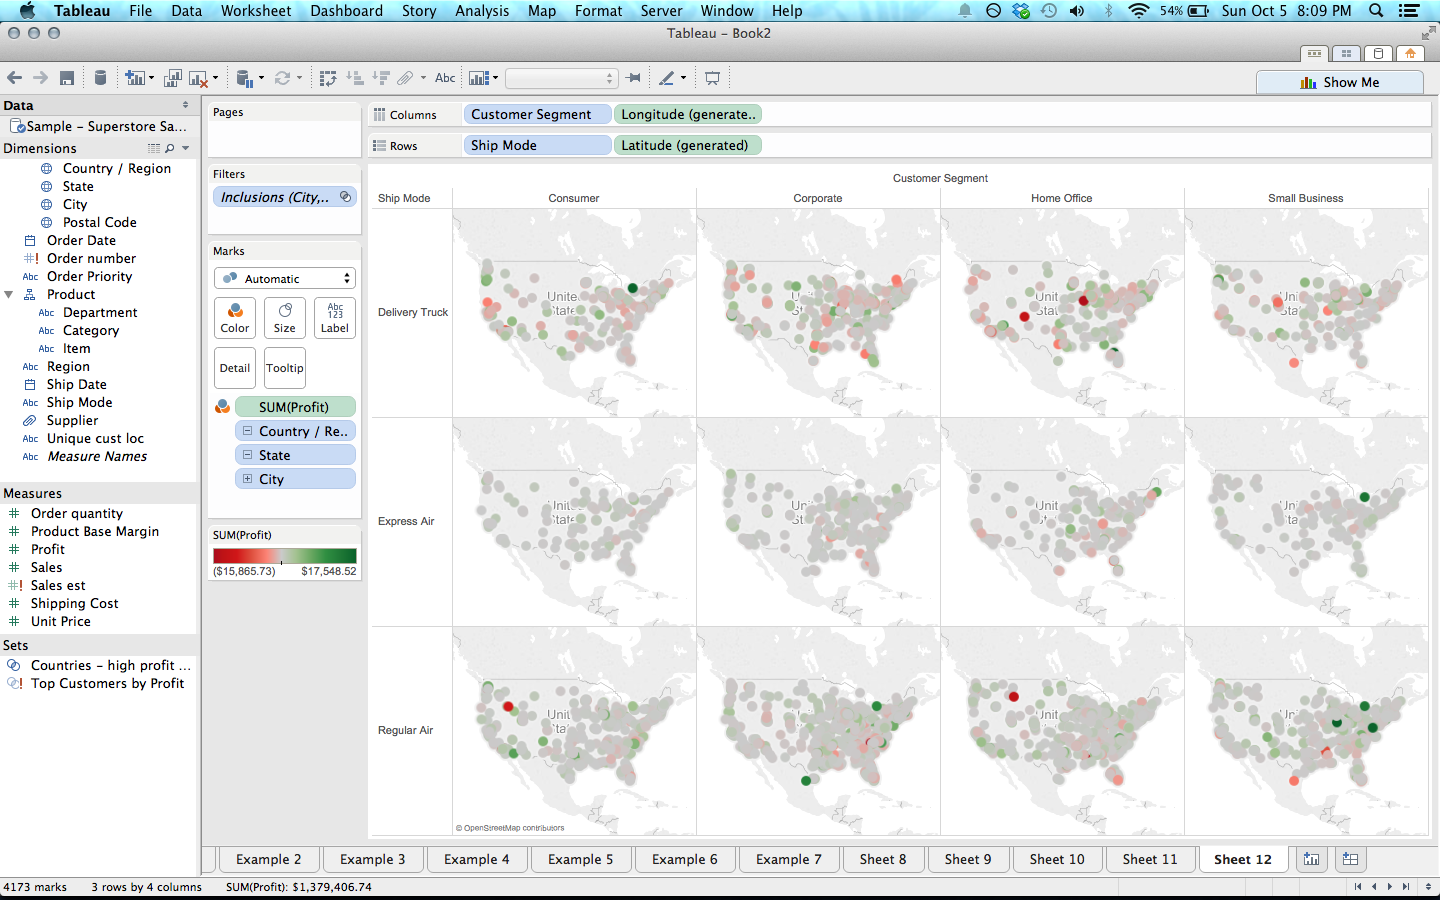 Tableau File Data Worksheet Dashboard Story Analysis Map Format Server Window Help 54% Sun Oct 5 8:09 PM
Tableau - Book2
Abc Show Me
Data
Sample - Superstore Sa...
Dimensions
Country / Region
State
City
Postal Code
Order Date
#! Order number
Abc Order Priority
Product
Abc Department
Abc Category
Abc Item
Abc Region
Ship Date
Abc Ship Mode
Supplier
Abc Unique cust loc
Abc Measure Names
Measures
# Order quantity
# Product Base Margin
# Profit
# Sales
#! Sales est
# Shipping Cost
# Unit Price
Sets
Countries - high profit ...
! Top Customers by Profit
Pages
Filters
Inclusions (City,..
Marks
Automatic
Color Size Abc 123 Label
Detail Tooltip
SUM(Profit)
Country / Re..
State
City
SUM(Profit)
($15,865.73) $17,548.52
Columns Customer Segment Longitude (generate..
Rows Ship Mode Latitude (generated)
Customer Segment
Ship Mode Consumer Corporate Home Office Small Business
Delivery Truck
Express Air
Regular Air
© OpenStreetMap contributors
Example 2 Example 3 Example 4 Example 5 Example 6 Example 7 Sheet 8 Sheet 9 Sheet 10 Sheet 11 Sheet 12
4173 marks 3 rows by 4 columns SUM(Profit): $1,379,406.74